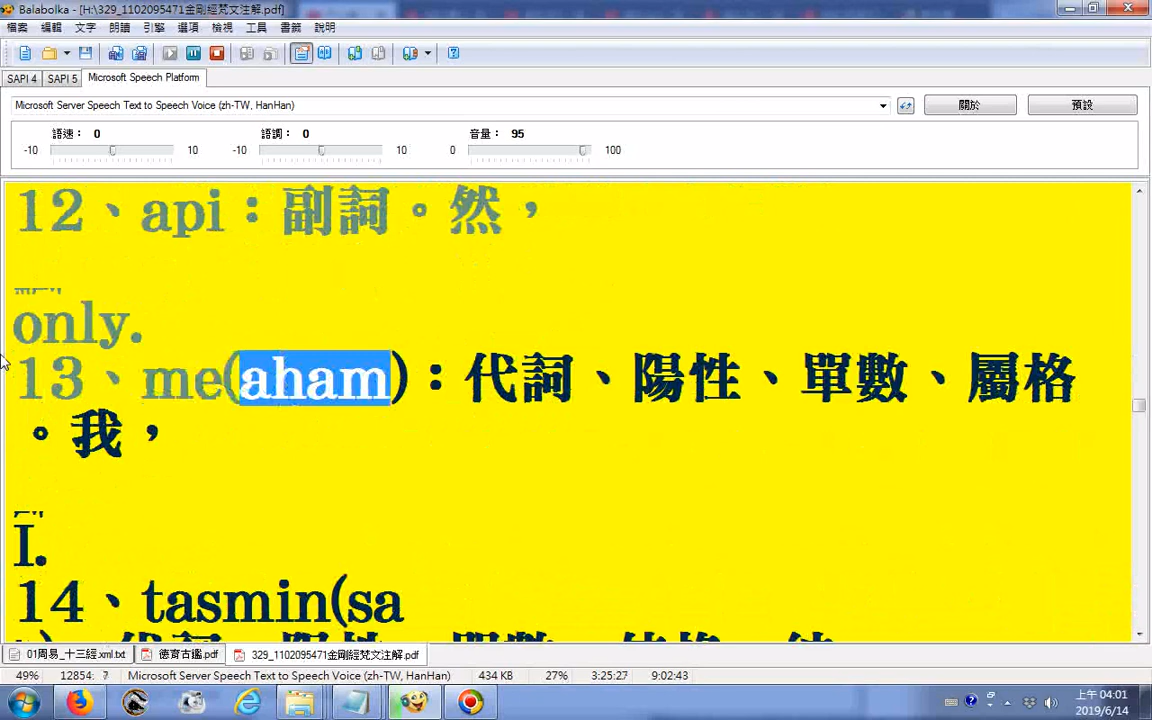 Balabolka - [H:\329_1102095471金剛經梵文注解.pdf]
檔案 編輯 文字 朗讀 引擎 選項 檢視 工具 書籤 說明
SAPI 4 SAPI 5 Microsoft Speech Platform
Microsoft Server Speech Text to Speech Voice (zh-TW, HanHan) 關於 預設
語速： 0 語調： 0 音量： 95
-10 10 -10 10 0 100
12、api：副詞。然，
only.
13、me(aham)：代詞、陽性、單數、屬格
。我，
I.
14、tasmin(sa
01周易_十三經.xml.txt 德育古鑑.pdf 329_1102095471金剛經梵文注解.pdf
49% 12854: 7 Microsoft Server Speech Text to Speech Voice (zh-TW, HanHan) 434 KB 27% 3:25:27 9:02:43
上午 04:01
2019/6/14